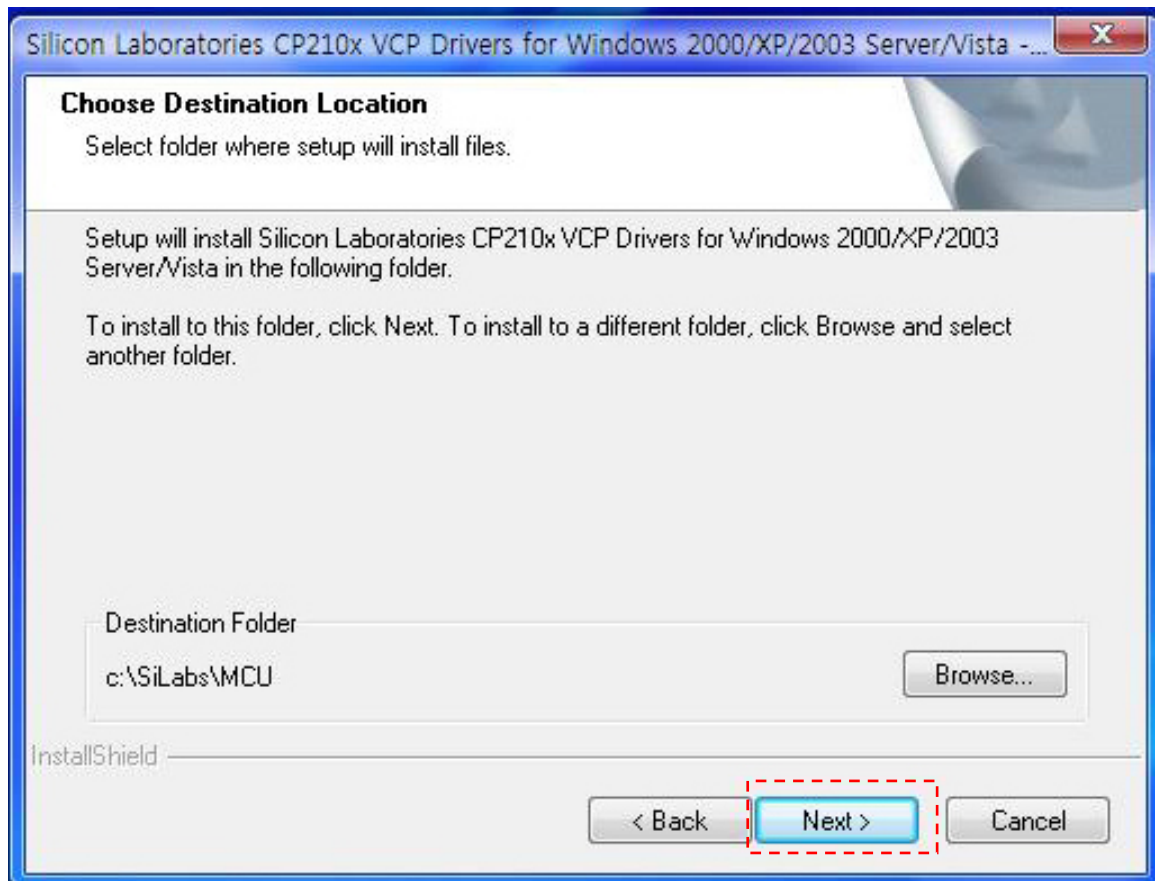 Silicon Laboratories CP210x VCP Drivers for Windows 2000/XP/2003 Server/Vista -...
Choose Destination Location
Select folder where setup will install files.
Setup will install Silicon Laboratories CP210x VCP Drivers for Windows 2000/XP/2003
Server/Vista in the following folder.
To install to this folder, click Next. To install to a different folder, click Browse and select
another folder.
Destination Folder
c:\SiLabs\MCU
Browse...
InstallShield
< Back
Next >
Cancel